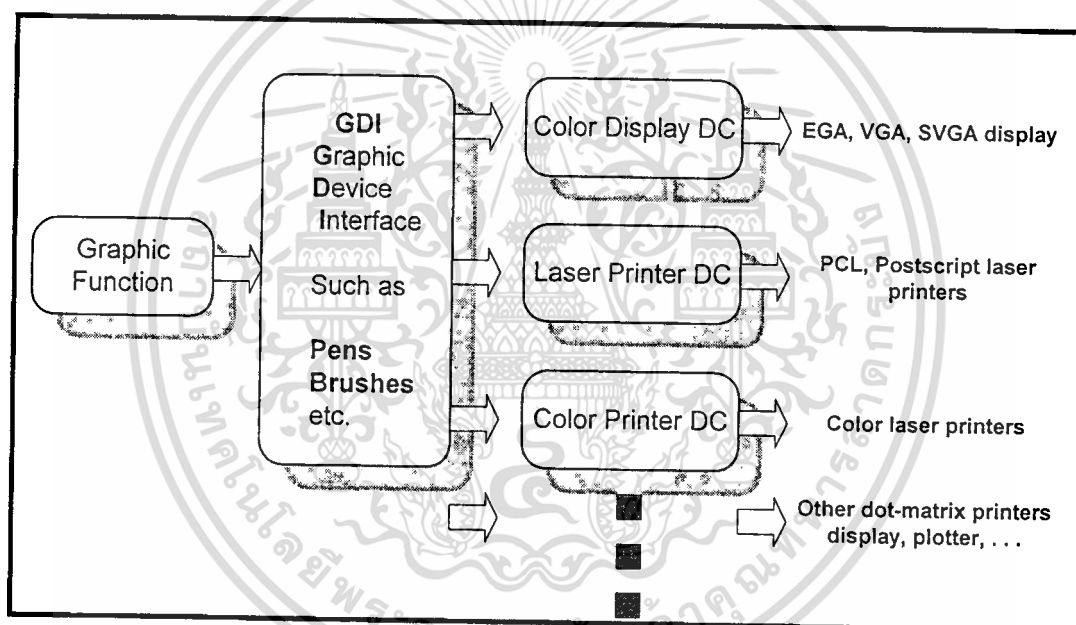 Graphic
Function
GDI
Graphic
Device
Interface
Such as
Pens
Brushes
etc.
Color Display DC
EGA, VGA, SVGA display
Laser Printer DC
PCL, Postscript laser
printers
Color Printer DC
Color laser printers
Other dot-matrix printers
display, plotter, . . .